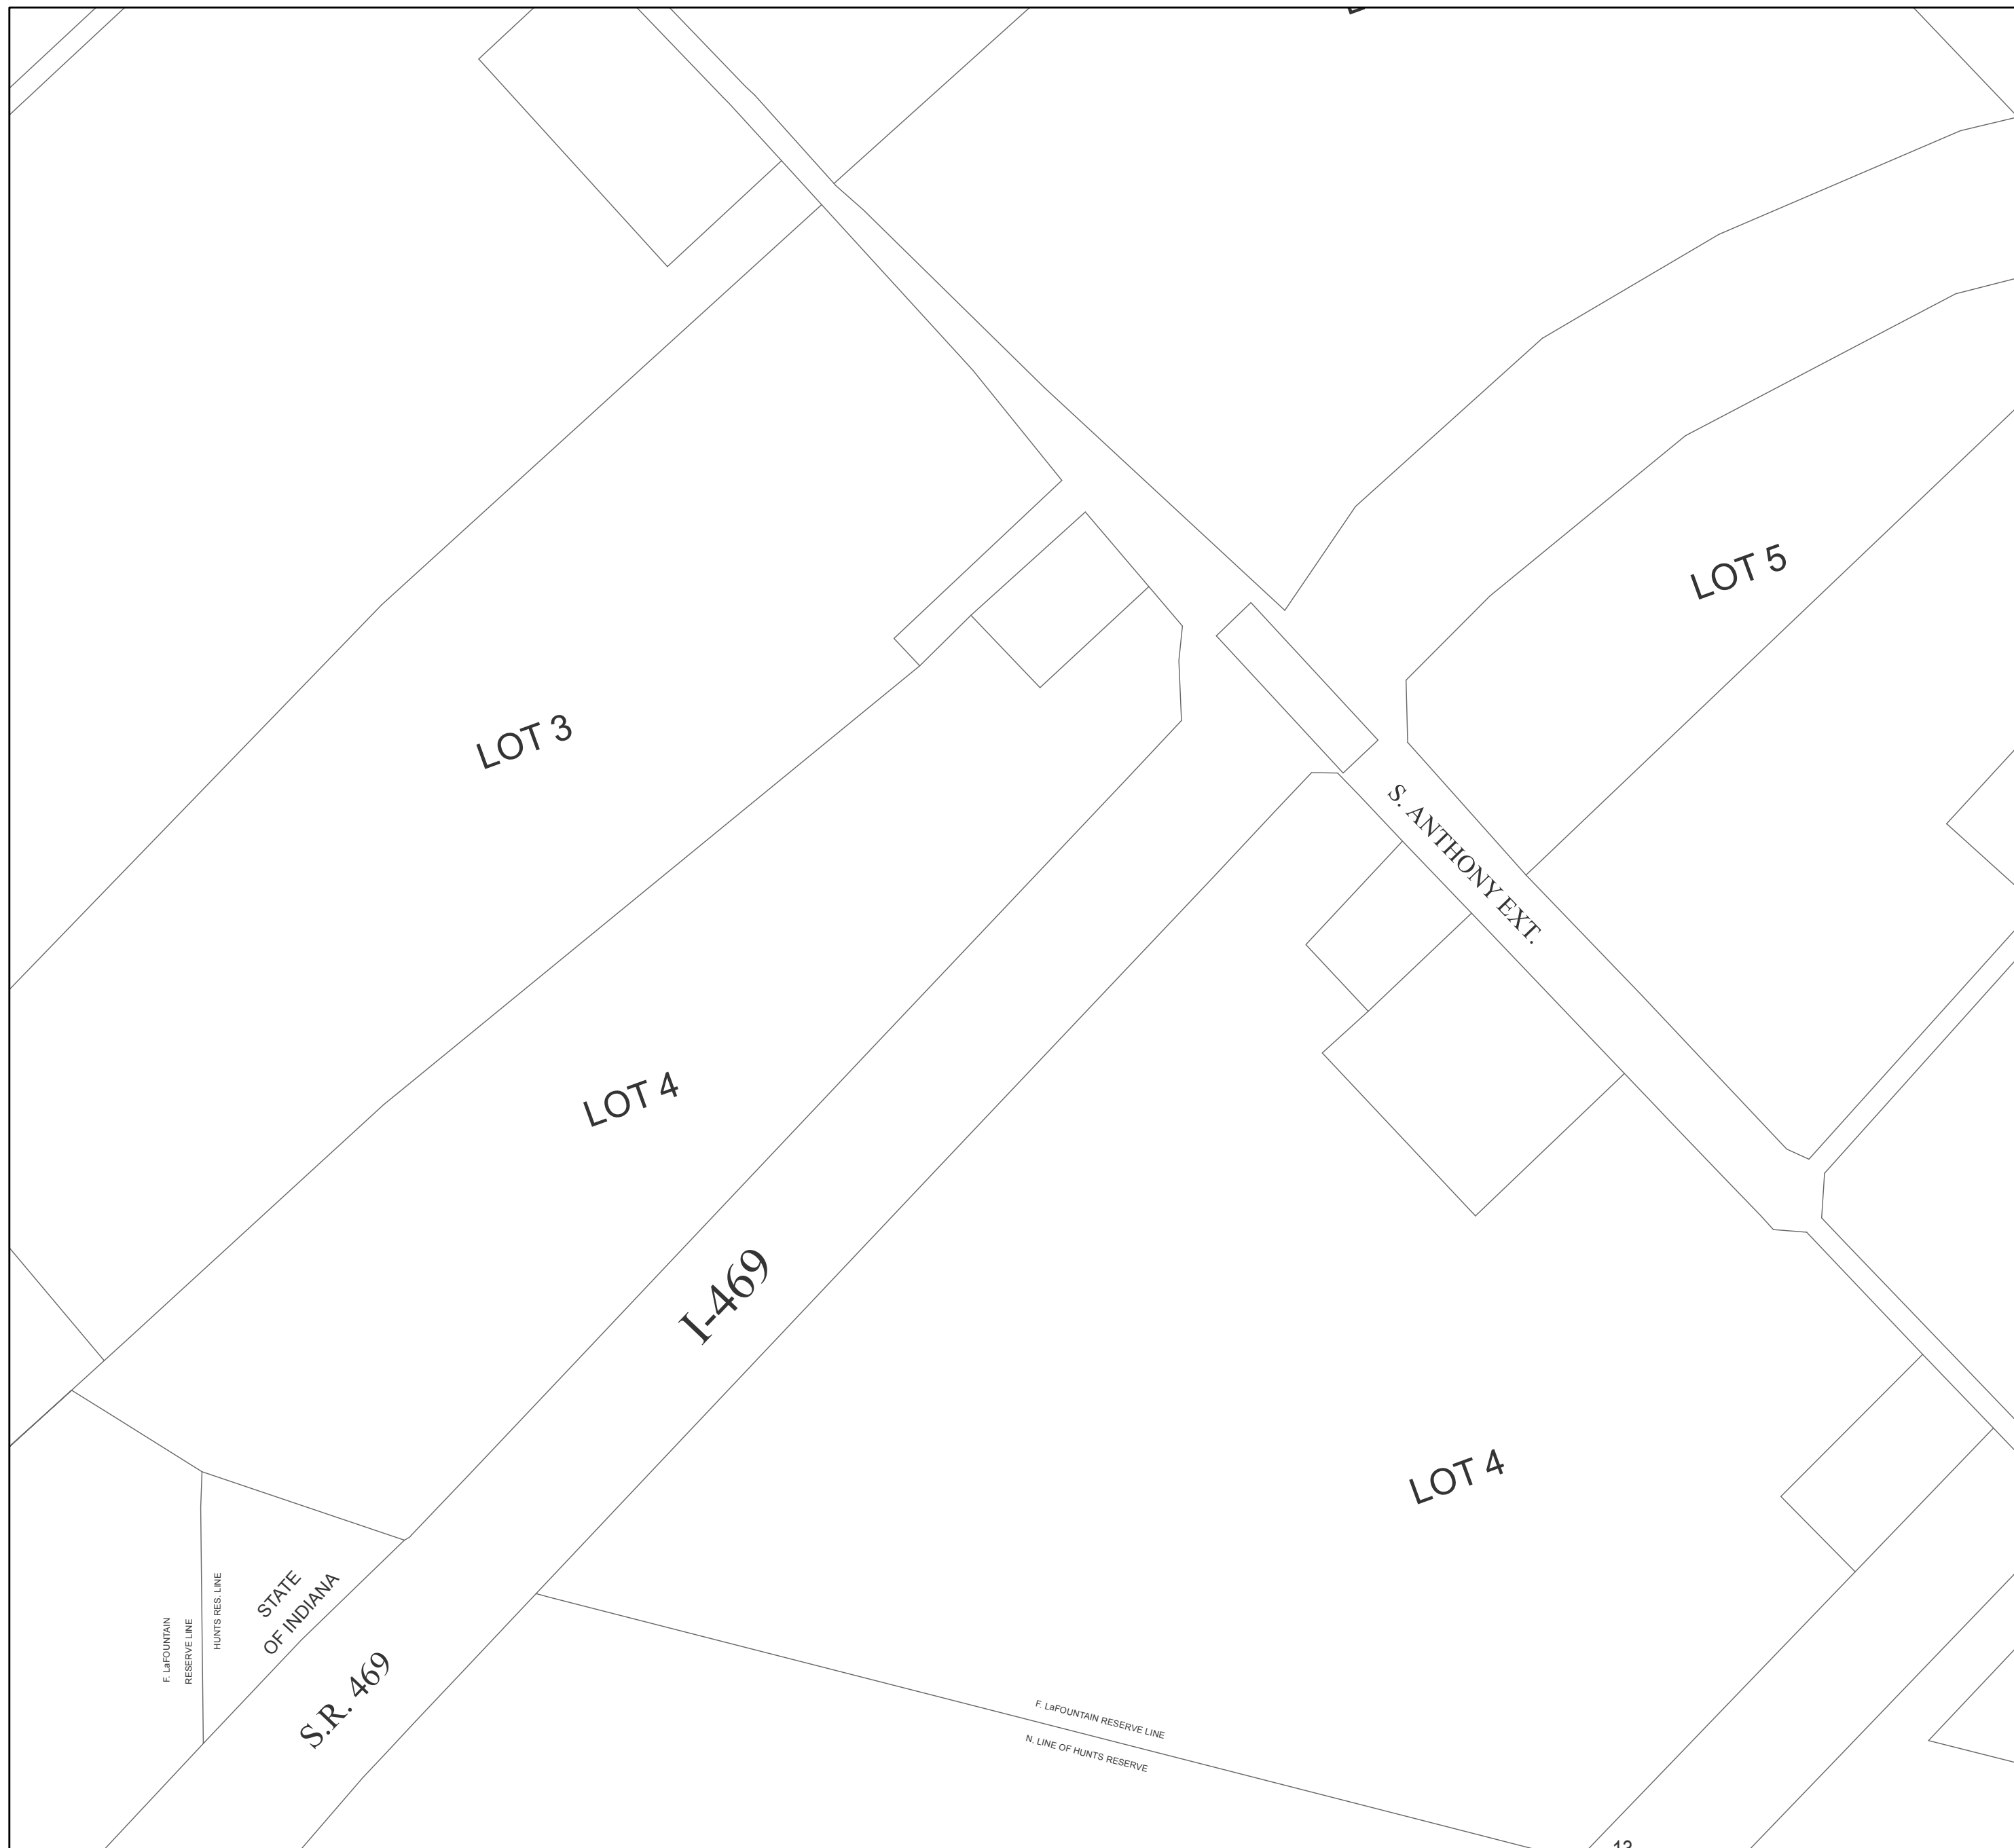 LOT 5
LOT 3
S. ANTHONY EXT.
LOT 4
I-469
LOT 4
STATE
OF INDIANA
HUNTS RES. LINE
F. LaFOUNTAIN
RESERVE LINE
S.R. 469
F. LaFOUNTAIN RESERVE LINE
N. LINE OF HUNTS RESERVE